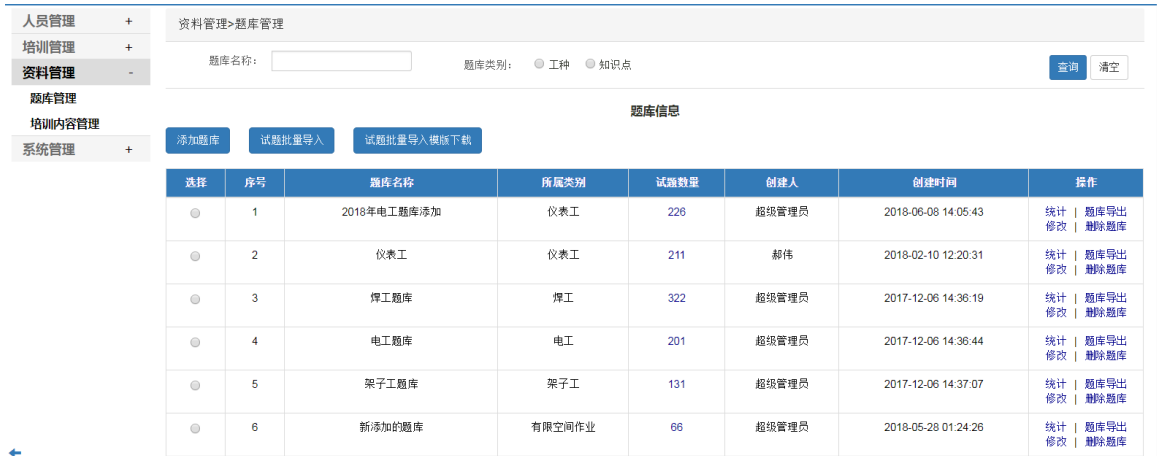 人员管理 +
培训管理 +
资料管理 -
题库管理
培训内容管理
系统管理 +
资料管理>题库管理
题库名称： 题库类别： 工种 知识点 查询 清空
题库信息
添加题库 试题批量导入 试题批量导入模版下载
选择 序号 题库名称 所属类别 试题数量 创建人 创建时间 操作
1 2018年电工题库添加 仪表工 226 超级管理员 2018-06-08 14:05:43 统计 | 题库导出
修改 | 删除题库
2 仪表工 仪表工 211 郝伟 2018-02-10 12:20:31 统计 | 题库导出
修改 | 删除题库
3 焊工题库 焊工 322 超级管理员 2017-12-06 14:36:19 统计 | 题库导出
修改 | 删除题库
4 电工题库 电工 201 超级管理员 2017-12-06 14:36:44 统计 | 题库导出
修改 | 删除题库
5 架子工题库 架子工 131 超级管理员 2017-12-06 14:37:07 统计 | 题库导出
修改 | 删除题库
6 新添加的题库 有限空间作业 66 超级管理员 2018-05-28 01:24:26 统计 | 题库导出
修改 | 删除题库